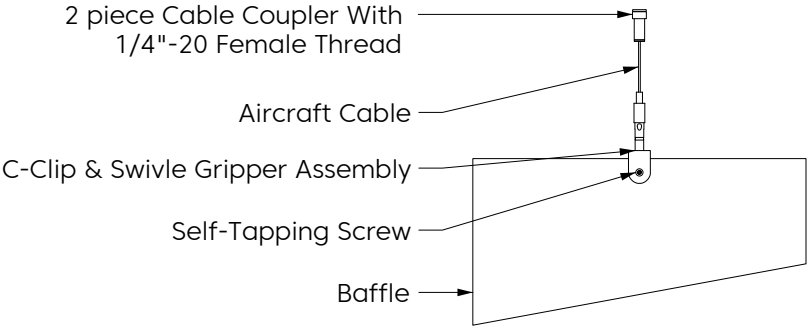 2 piece Cable Coupler With
1/4"-20 Female Thread
Aircraft Cable
C-Clip & Swivle Gripper Assembly
Self-Tapping Screw
Baffle